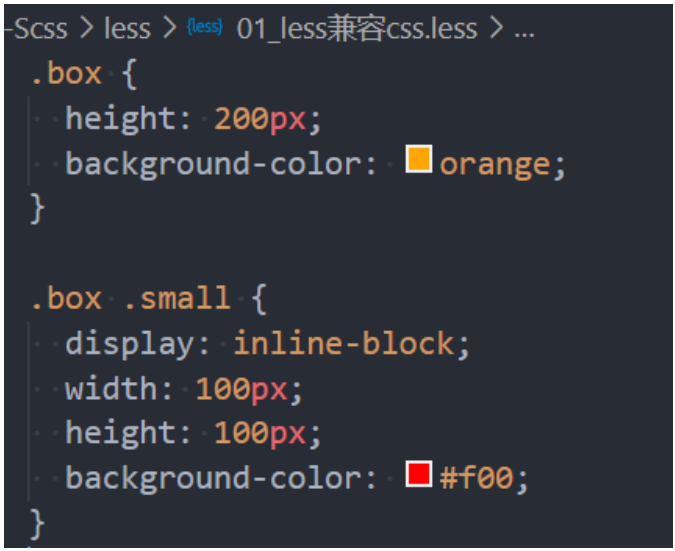 -Scss > less > {less} 01_less兼容css.less > ...
.box {
  height: 200px;
  background-color: orange;
}

.box .small {
  display: inline-block;
  width: 100px;
  height: 100px;
  background-color: #f00;
}